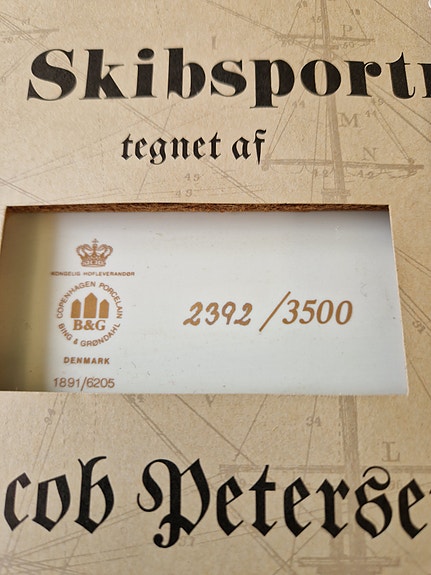 Skibsportr
tegnet af
KONGELIG HOFLEVERANDØR
COPENHAGEN PORCELAIN
B&G
BING & GRØNDAHL
DENMARK
1891/6205
2392/3500
cob Peterse